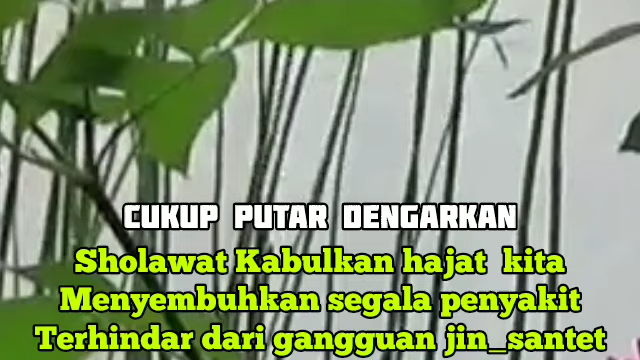 CUKUP PUTAR DENGARKAN
Sholawat Kabulkan hajat kita
Menyembuhkan segala penyakit
Terhindar dari gangguan jin_santet